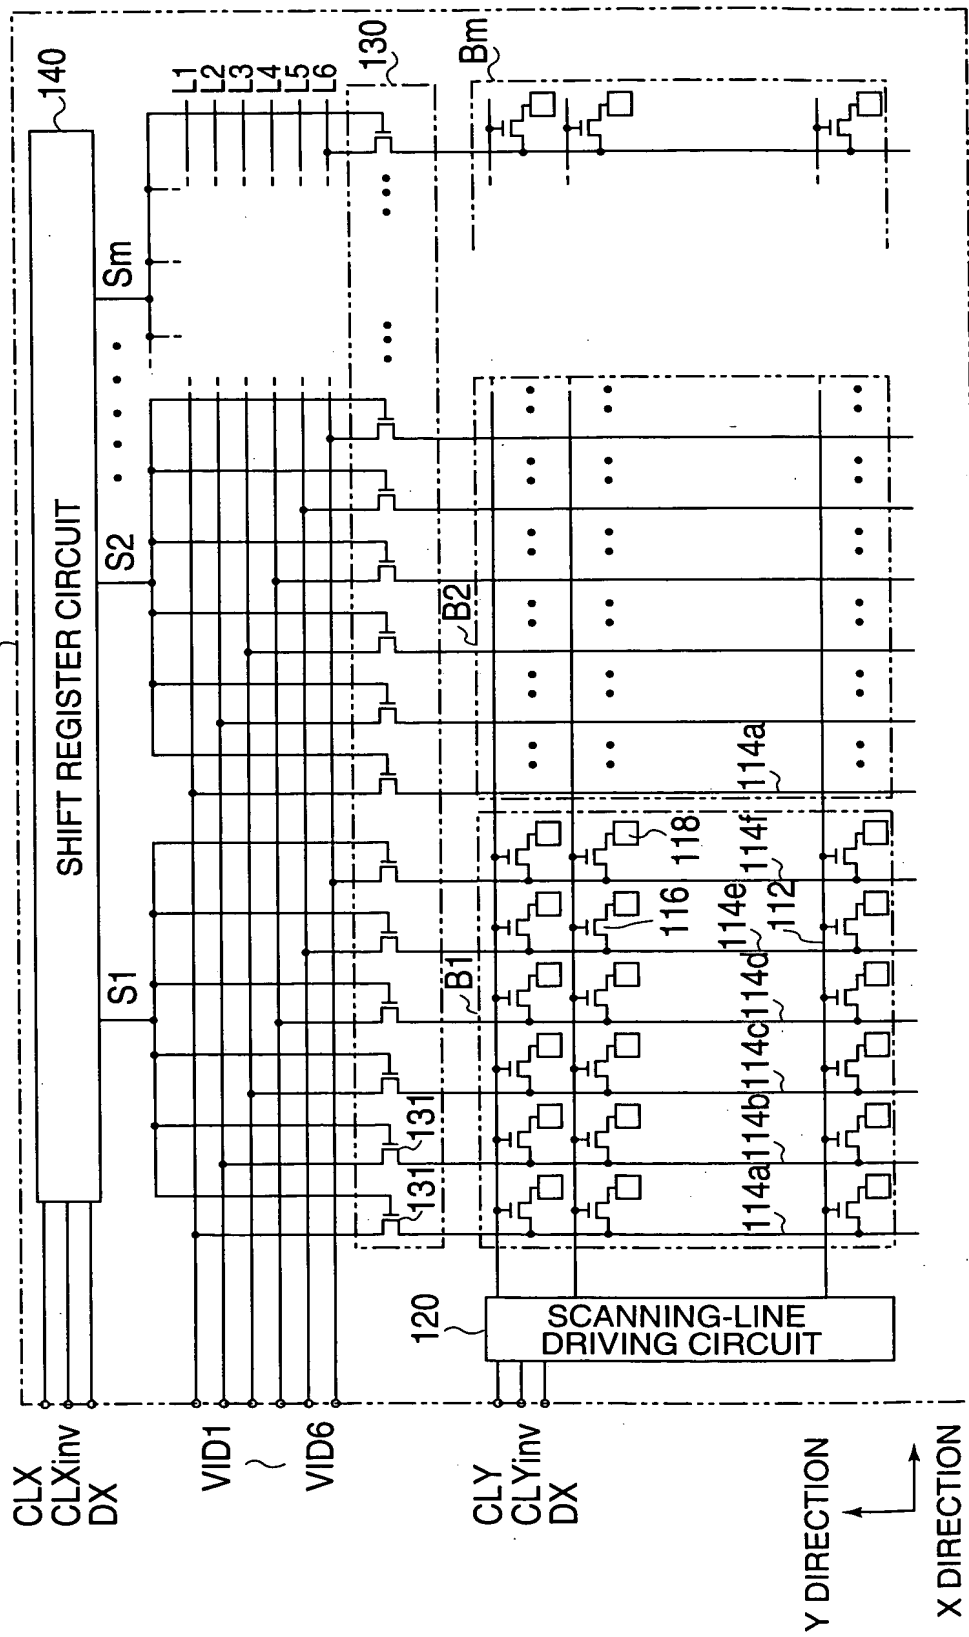 140
SHIFT REGISTER CIRCUIT
CLX
CLXinv
DX
S1
S2
Sm
L1
L2
L3
L4
L5
L6
VID1
VID6
130
131
131
B1
B2
Bm
CLY
CLYinv
DX
120
SCANNING-LINE
DRIVING CIRCUIT
116
118
114a
114b
114c
114d
114e
114f
114a
112
Y DIRECTION
X DIRECTION